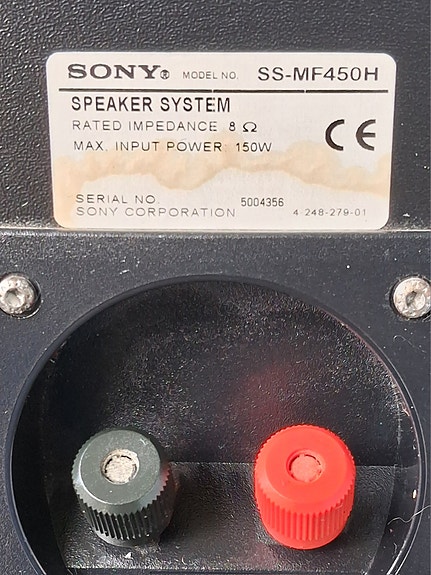 SONY® MODEL NO. SS-MF450H
SPEAKER SYSTEM
RATED IMPEDANCE 8 Ω
MAX. INPUT POWER 150W
CE
SERIAL NO. 5004356
SONY CORPORATION 4-248-279-01